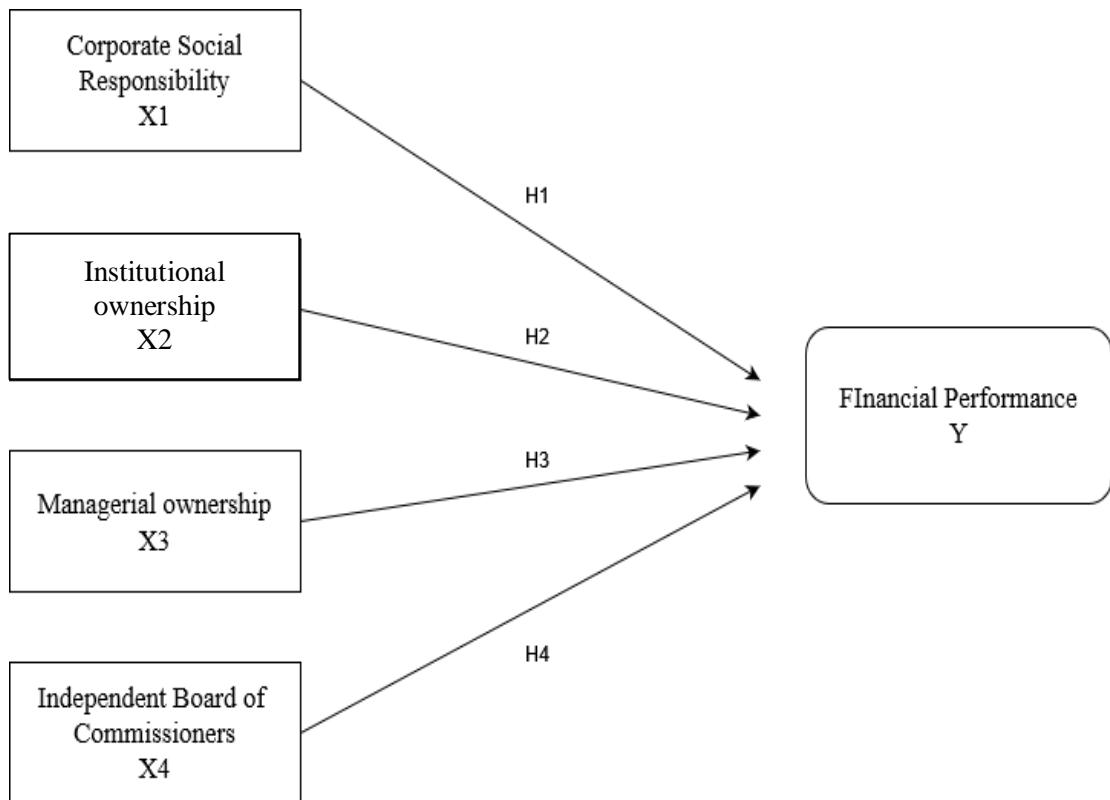 Corporate Social
Responsibility
X1
H1
Institutional
ownership
X2
H2
FInancial Performance
Y
H3
Managerial ownership
X3
H4
Independent Board of
Commissioners
X4